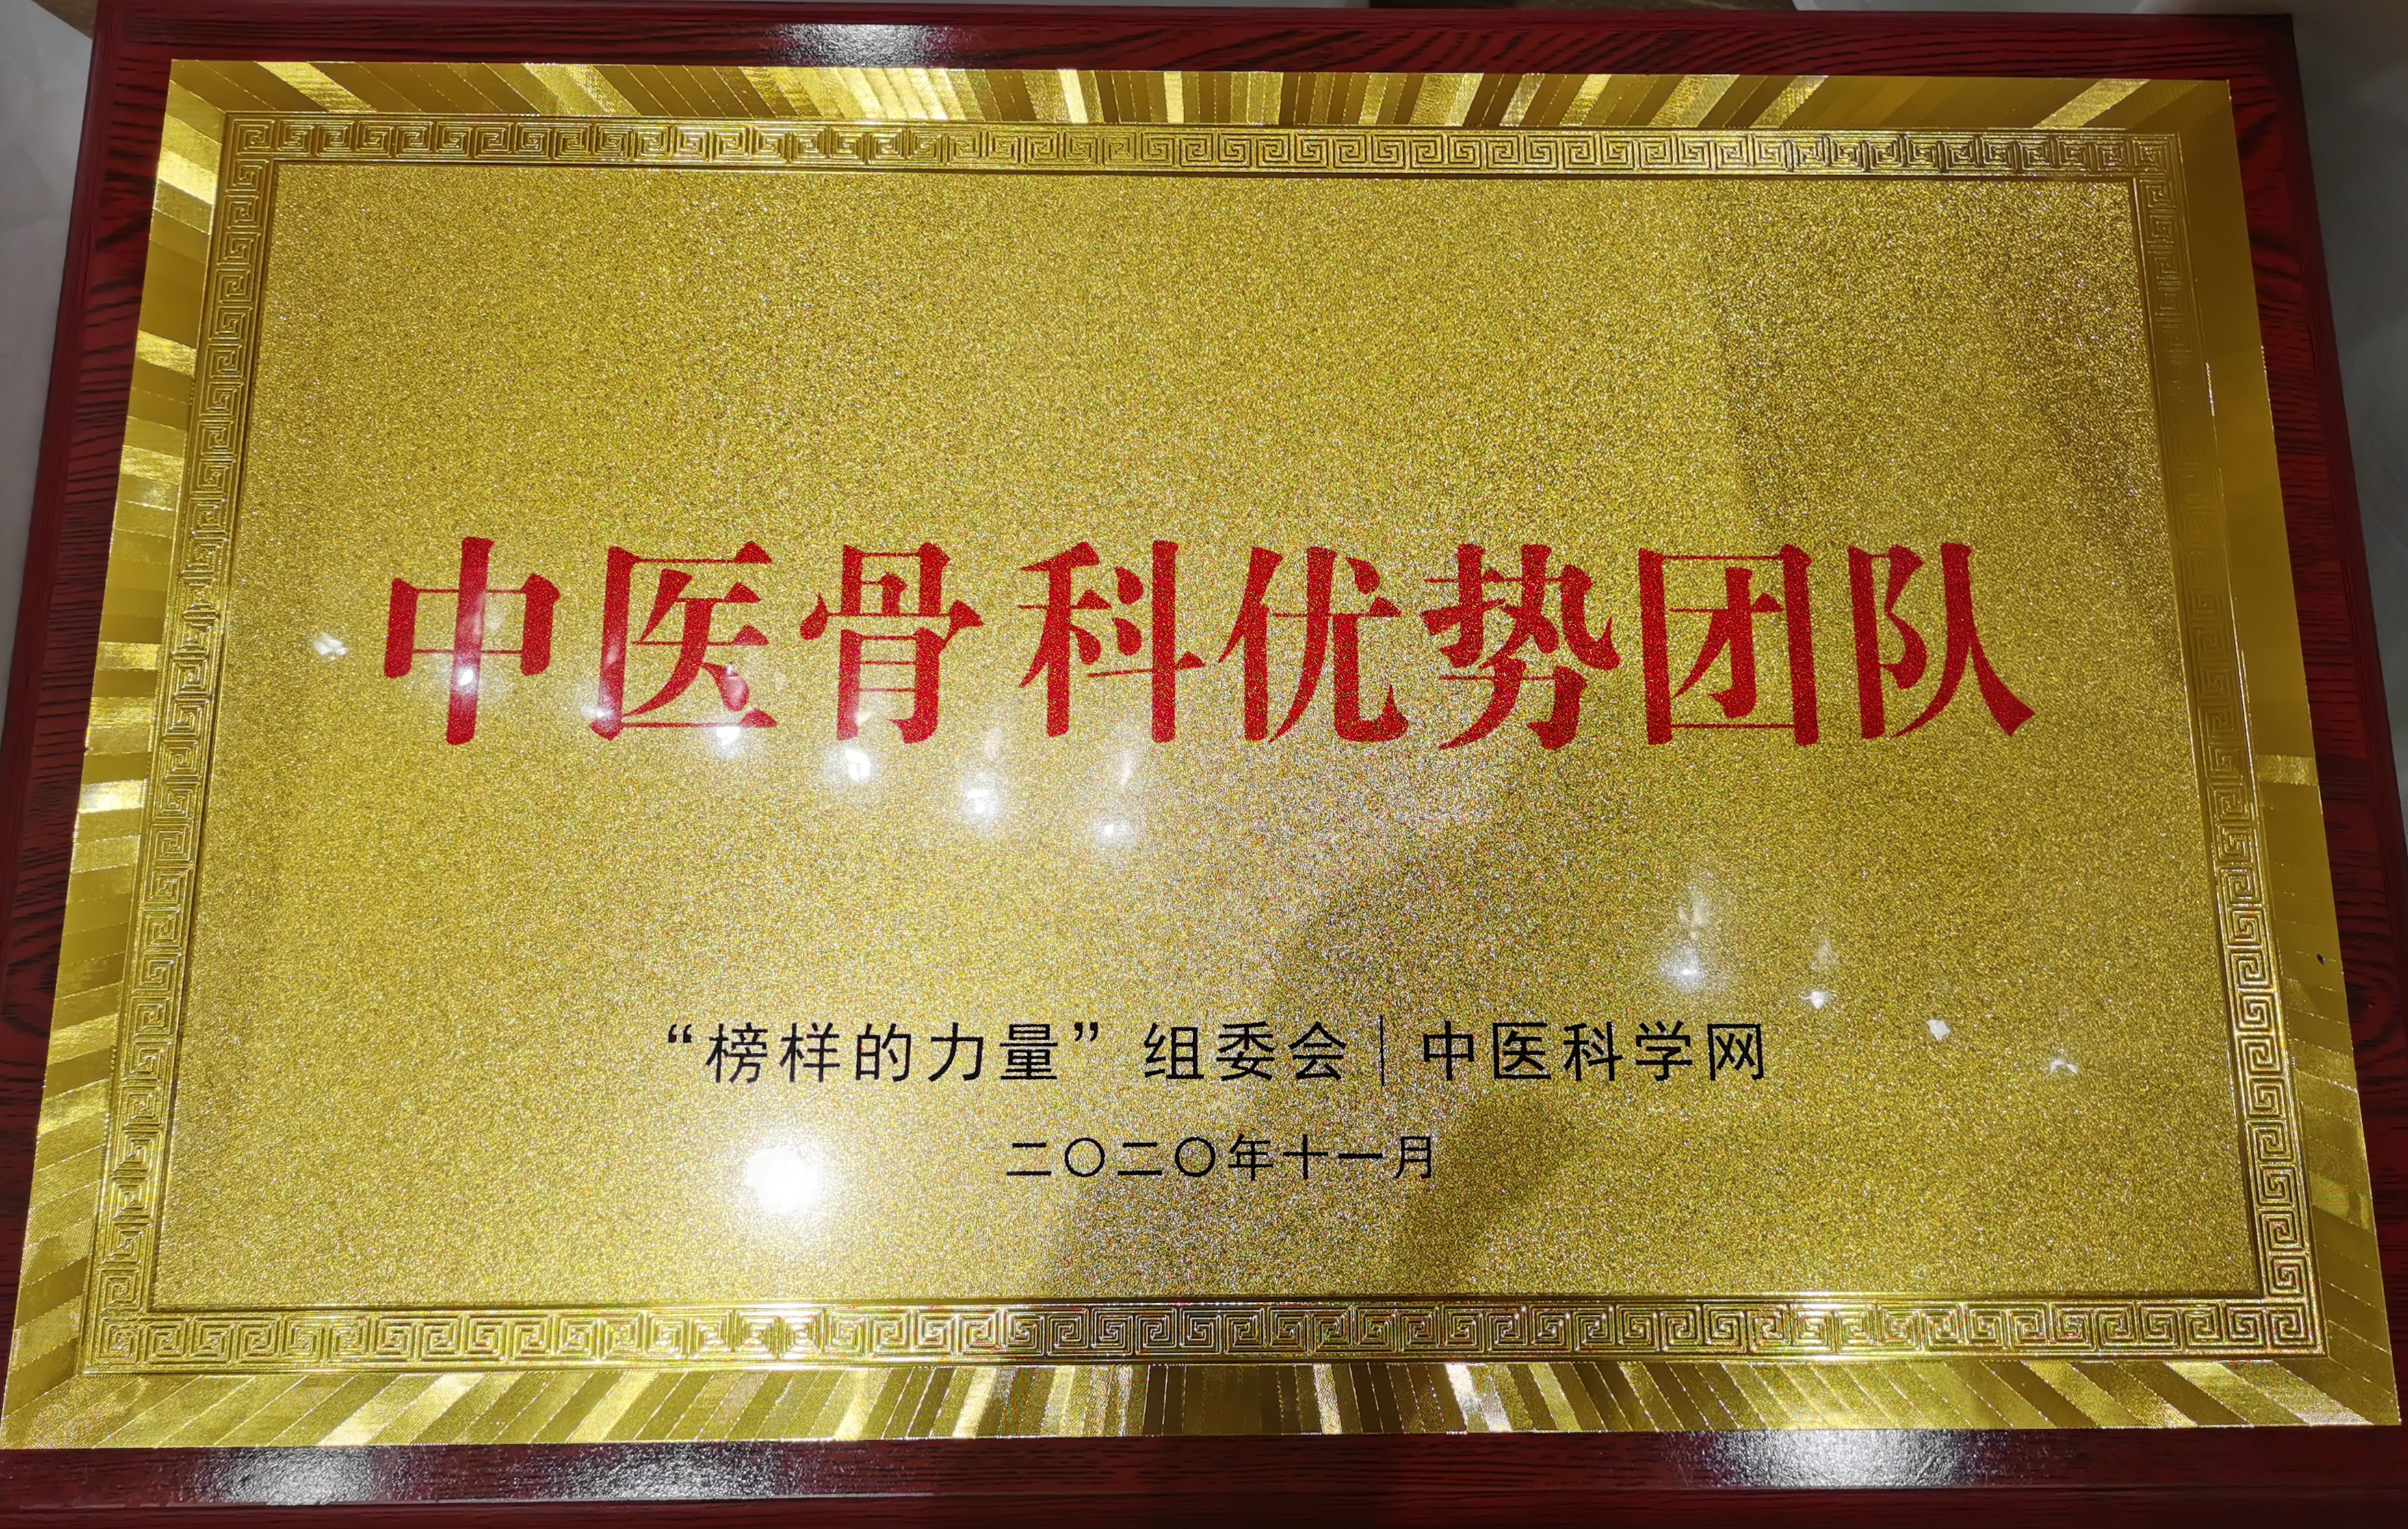 中医骨科优势团队
“榜样的力量”组委会|中医科学网
二〇二〇年十一月